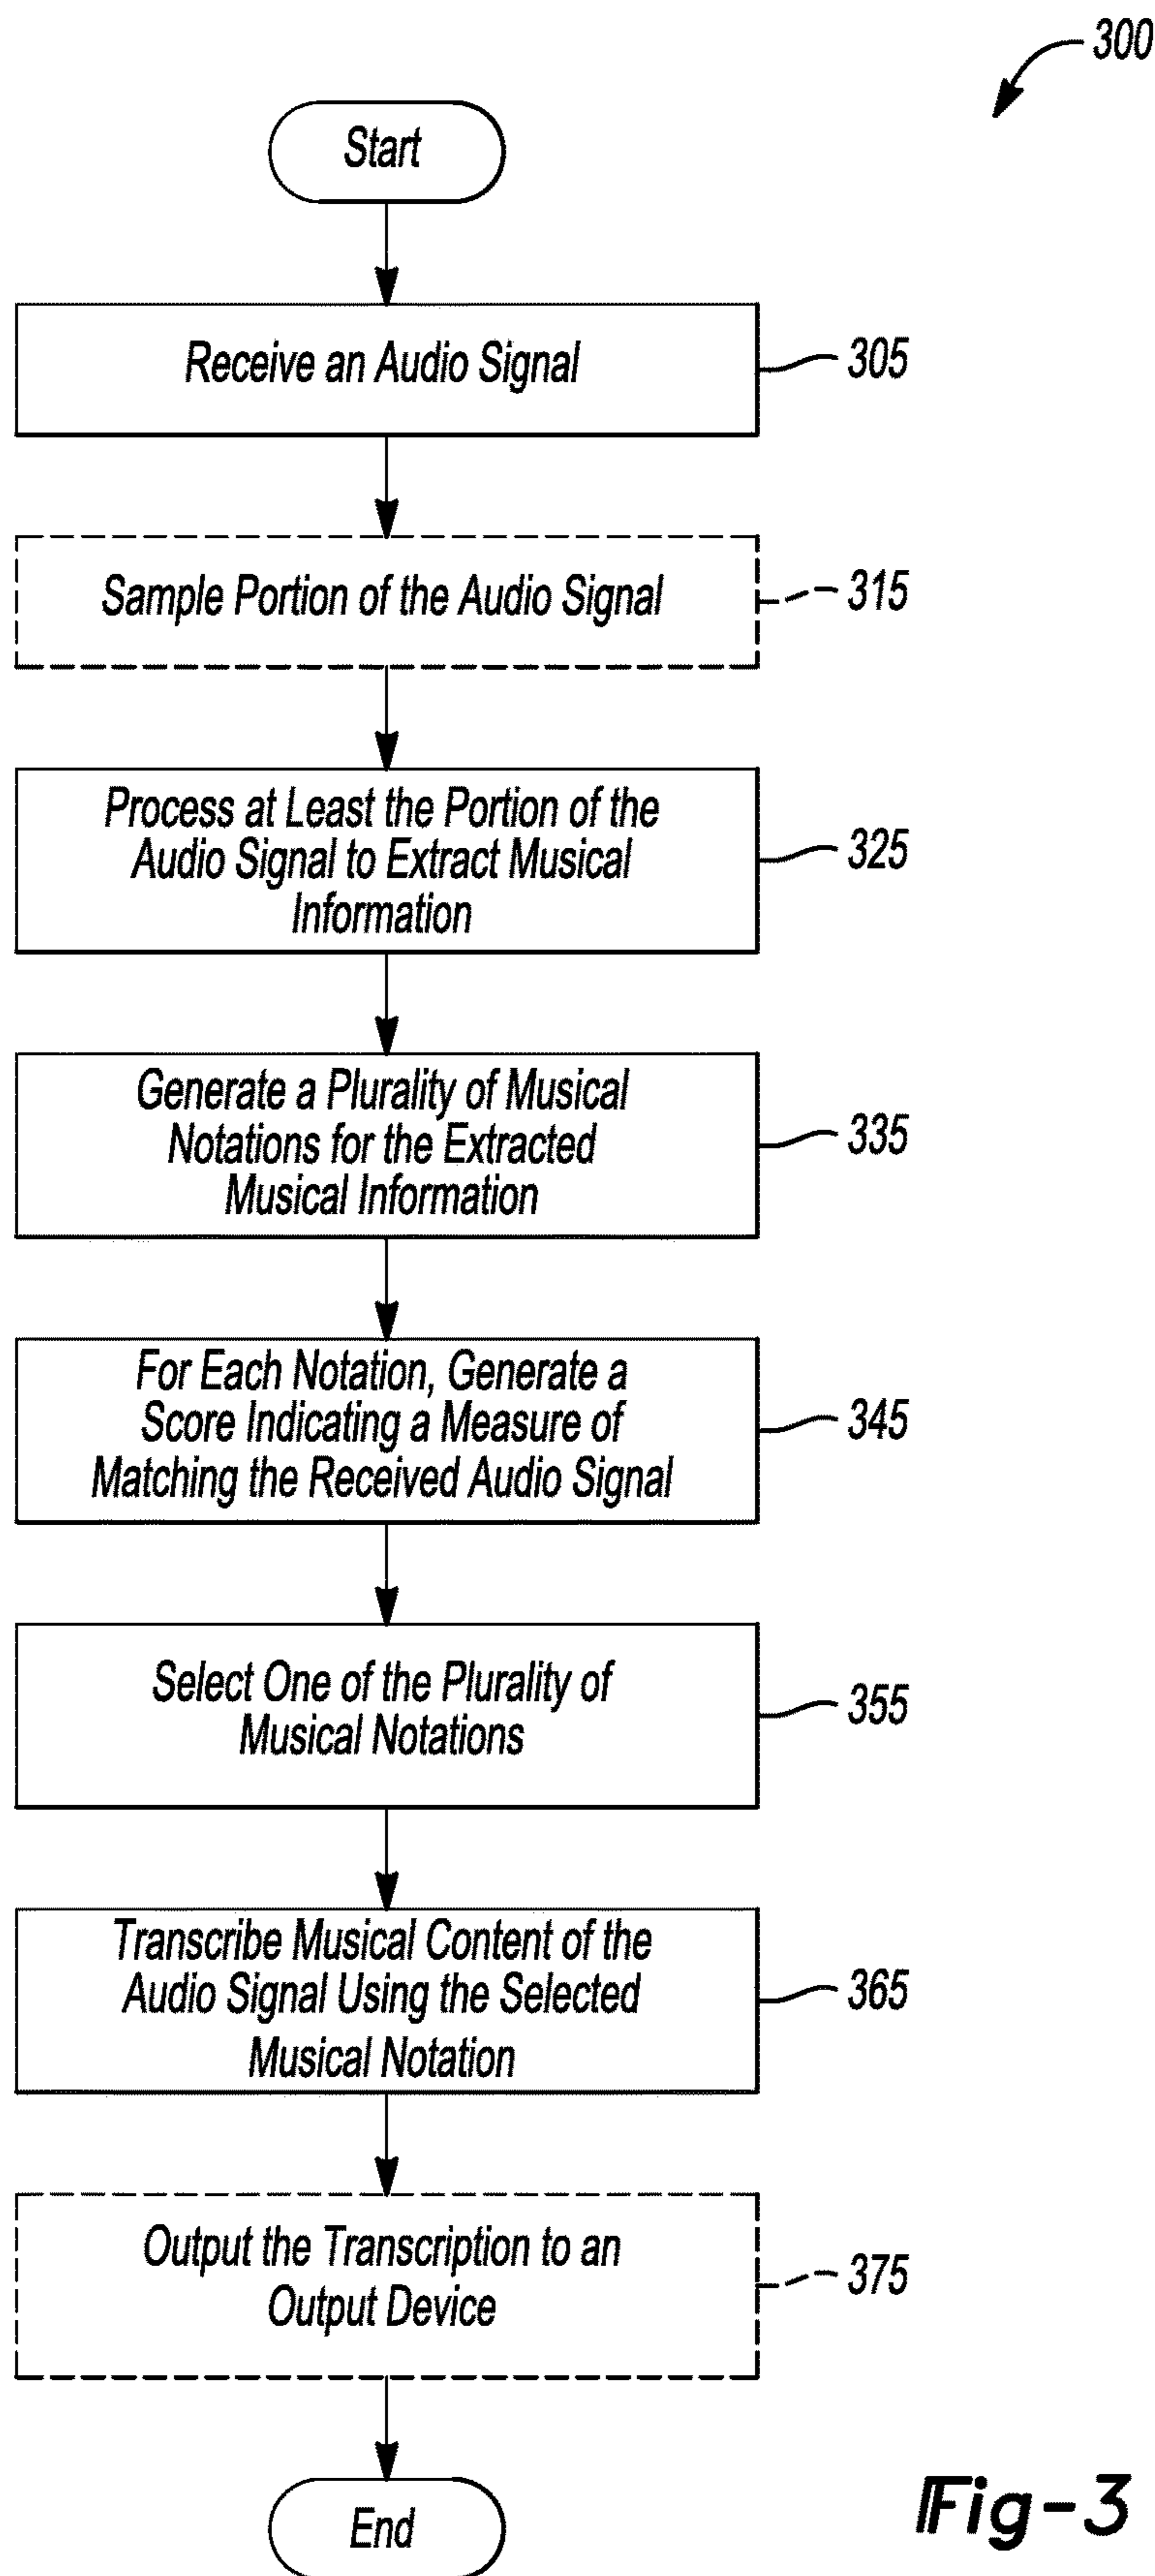 300
Start
Receive an Audio Signal
305
Sample Portion of the Audio Signal
315
Process at Least the Portion of the
Audio Signal to Extract Musical
Information
325
Generate a Plurality of Musical
Notations for the Extracted
Musical Information
335
For Each Notation, Generate a
Score Indicating a Measure of
Matching the Received Audio Signal
345
Select One of the Plurality of
Musical Notations
355
Transcribe Musical Content of the
Audio Signal Using the Selected
Musical Notation
365
Output the Transcription to an
Output Device
375
End
Fig-3